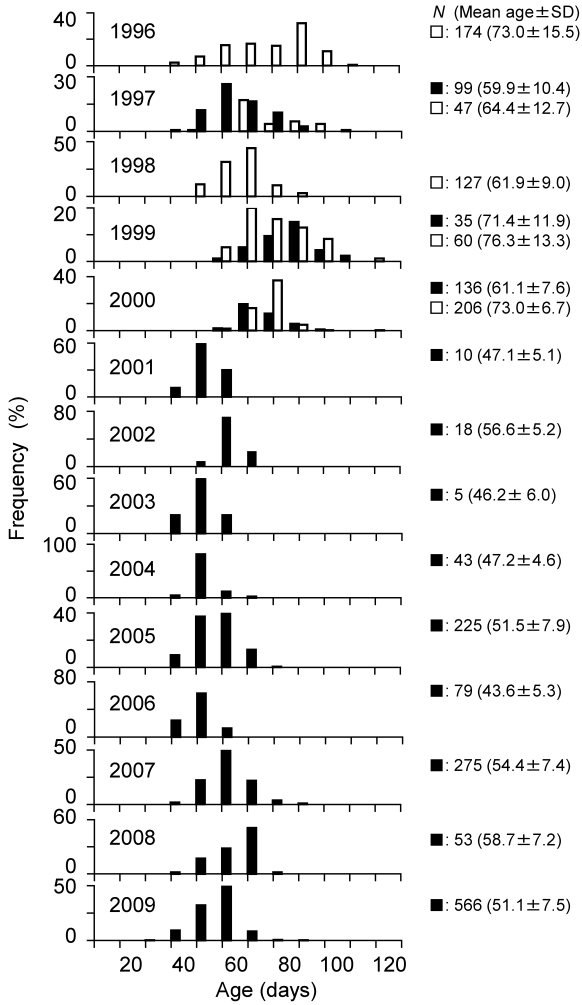 N (Mean age±SD)
40
1996
0
□: 174 (73.0±15.5)
30
1997
0
■: 99 (59.9±10.4)
□: 47 (64.4±12.7)
50
1998
0
□: 127 (61.9±9.0)
20
1999
0
■: 35 (71.4±11.9)
□: 60 (76.3±13.3)
40
2000
0
■: 136 (61.1±7.6)
□: 206 (73.0±6.7)
60
2001
0
■: 10 (47.1±5.1)
80
2002
0
■: 18 (56.6±5.2)
60
2003
0
■: 5 (46.2± 6.0)
100
2004
0
■: 43 (47.2±4.6)
40
2005
0
■: 225 (51.5±7.9)
80
2006
0
■: 79 (43.6±5.3)
50
2007
0
■: 275 (54.4±7.4)
60
2008
0
■: 53 (58.7±7.2)
50
2009
0
■: 566 (51.1±7.5)
Frequency (%)
20 40 60 80 100 120
Age (days)